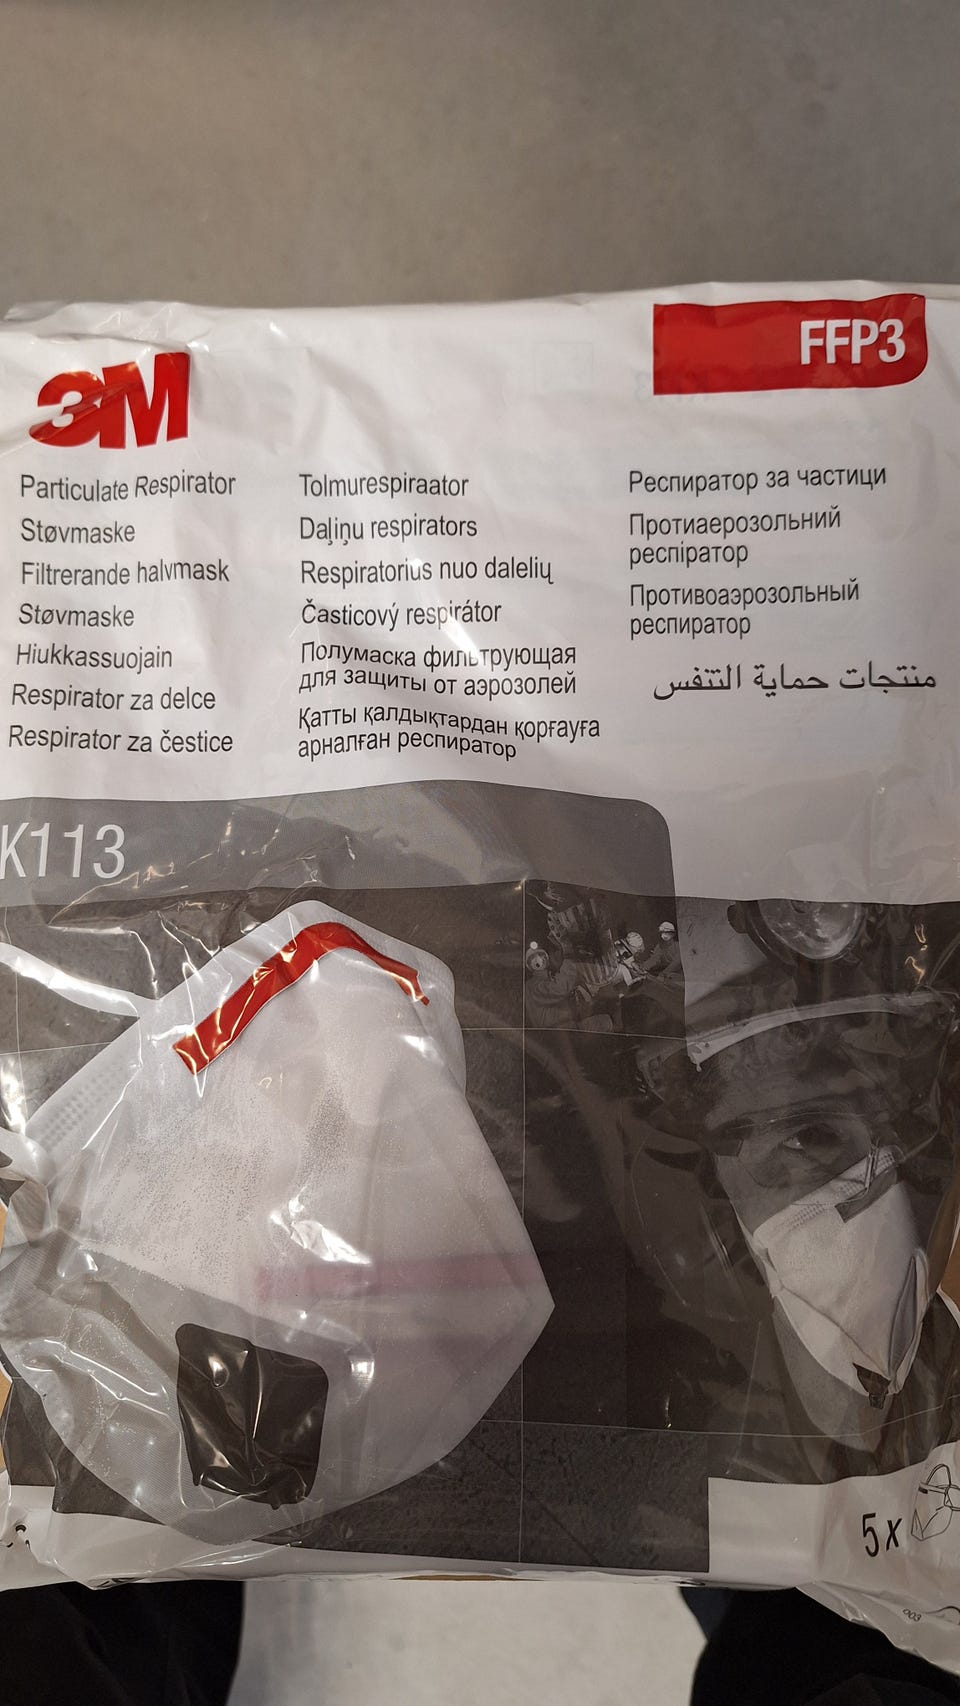 3M
FFP3
Particulate Respirator
Støvmaske
Filtrerande halvmask
Støvmaske
Hiukkassuojain
Respirator za delce
Respirator za čestice
Tolmurespiraator
Daļiņu respirators
Respiratorius nuo dalelių
Časticový respirátor
Полумаска фильтрующая
для защиты от аэрозолей
Қатты қалдықтардан қорғауға
арналған респиратор
Респиратор за частици
Протиаерозольний
респіратор
Противоаэрозольный
респиратор
منتجات حماية التنفس
K113
5 x